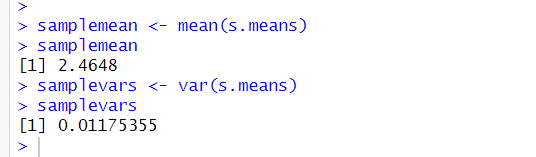 >
> samplemean <- mean(s.means)
> samplemean
[1] 2.4648
> samplevars <- var(s.means)
> samplevars
[1] 0.01175355
>